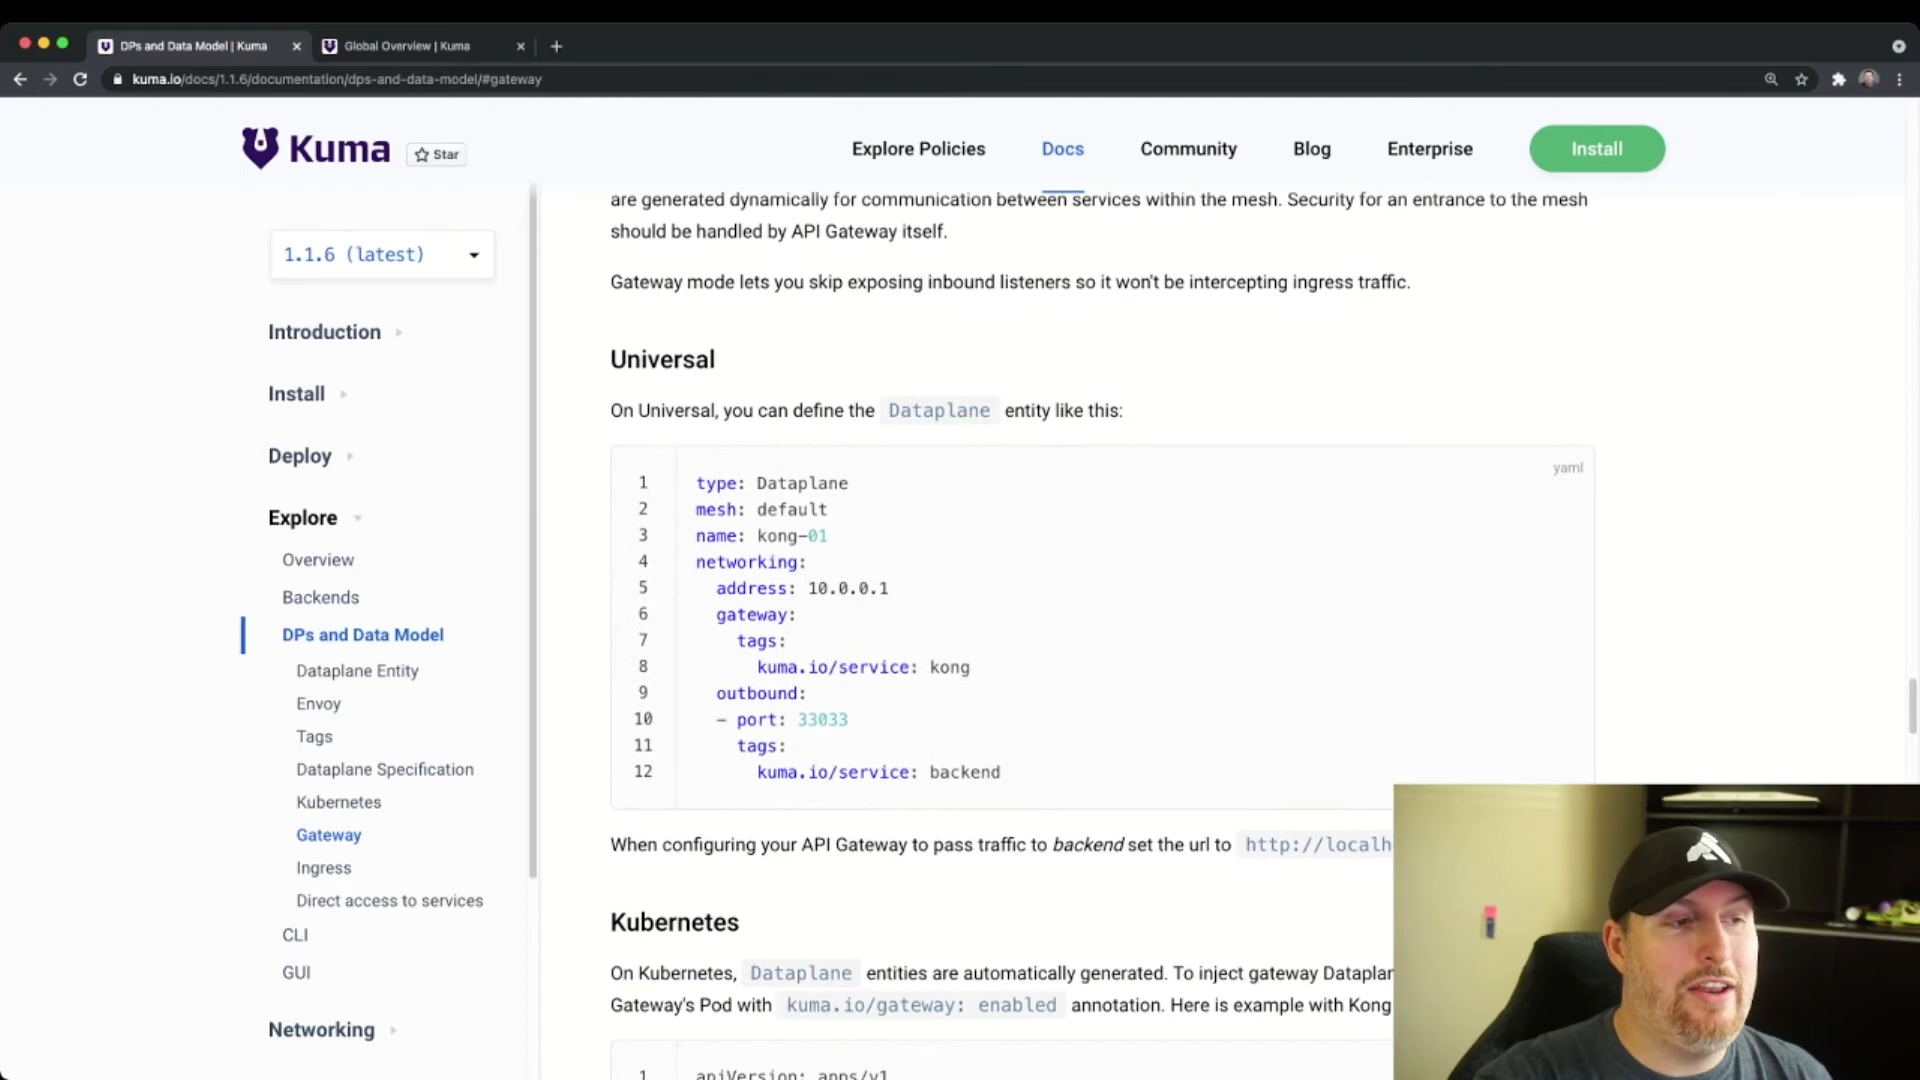 DPs and Data Model | Kuma
Global Overview | Kuma
kuma.io/docs/1.1.6/documentation/dps-and-data-model/#gateway
Kuma
Star
Explore Policies
Docs
Community
Blog
Enterprise
Install
1.1.6 (latest)
Introduction
Install
Deploy
Explore
Overview
Backends
DPs and Data Model
Dataplane Entity
Envoy
Tags
Dataplane Specification
Kubernetes
Gateway
Ingress
Direct access to services
CLI
GUI
Networking
are generated dynamically for communication between services within the mesh. Security for an entrance to the mesh
should be handled by API Gateway itself.
Gateway mode lets you skip exposing inbound listeners so it won't be intercepting ingress traffic.
Universal
On Universal, you can define the Dataplane entity like this:
yaml
1 type: Dataplane
2 mesh: default
3 name: kong-01
4 networking:
5 address: 10.0.0.1
6 gateway:
7 tags:
8 kuma.io/service: kong
9 outbound:
10 - port: 33033
11 tags:
12 kuma.io/service: backend
When configuring your API Gateway to pass traffic to backend set the url to http://localh
Kubernetes
On Kubernetes, Dataplane entities are automatically generated. To inject gateway Dataplan
Gateway's Pod with kuma.io/gateway: enabled annotation. Here is example with Kong
1 apiVersion: apps/v1